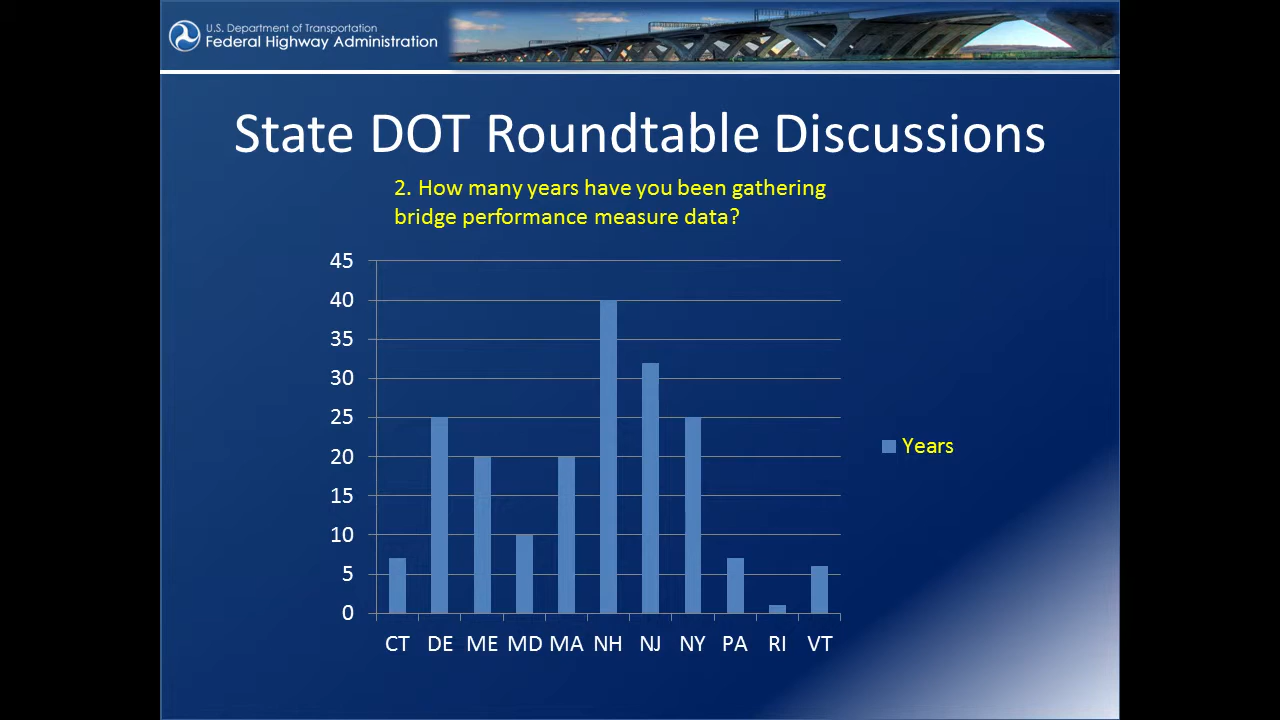 U.S. Department of Transportation
Federal Highway Administration
State DOT Roundtable Discussions
2. How many years have you been gathering
bridge performance measure data?
45
40
35
30
25
20
15
10
5
0
Years
CT DE ME MD MA NH NJ NY PA RI VT